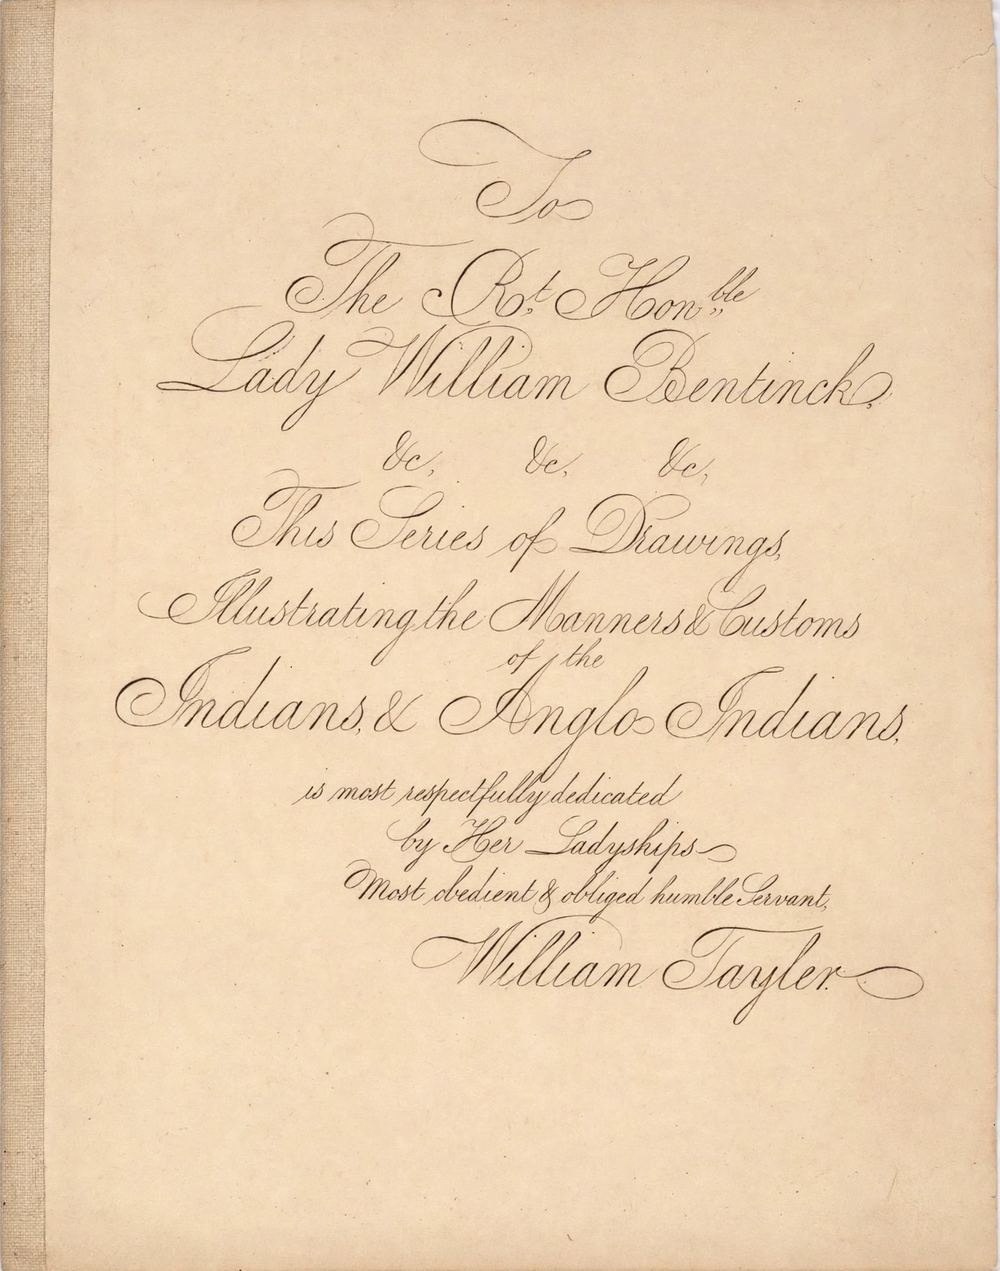 To
The Rt. Honble
Lady William Bentinck,
&c, &c, &c,
This Series of Drawings,
Illustrating the Manners & Customs
of the
Indians, & Anglo Indians,
is most respectfully dedicated
by Her Ladyships
Most obedient & obliged humble Servant,
William Tayler.